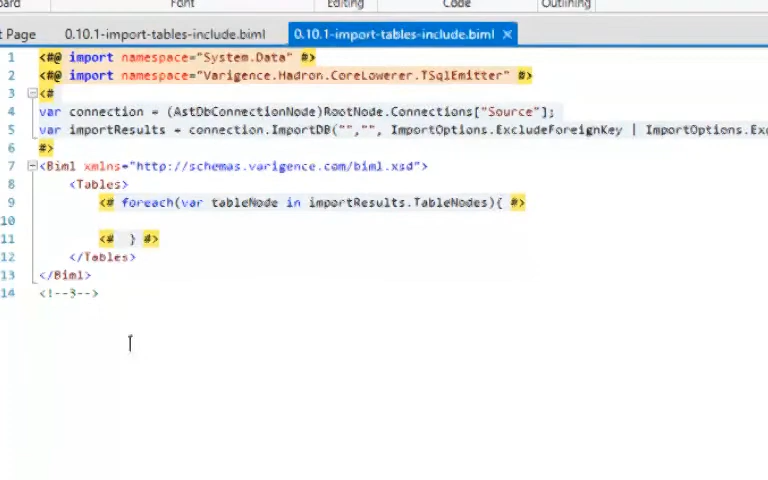 Font
Editing
Code
Outlining
t Page
0.10.1-import-tables-include.biml
0.10.1-import-tables-include.biml ×
1 <#@ import namespace="System.Data" #>
2 <#@ import namespace="Varigence.Hadron.CoreLowerer.TSqlEmitter" #>
3 <#
4 var connection = (AstDbConnectionNode)RootNode.Connections["Source"];
5 var importResults = connection.ImportDB("","", ImportOptions.ExcludeForeignKey | ImportOptions.Exc
6 #>
7 <Biml xmlns="http://schemas.varigence.com/biml.xsd">
8 <Tables>
9 <# foreach(var tableNode in importResults.TableNodes){ #>
10
11 <# } #>
12 </Tables>
13 </Biml>
14 <!--3-->